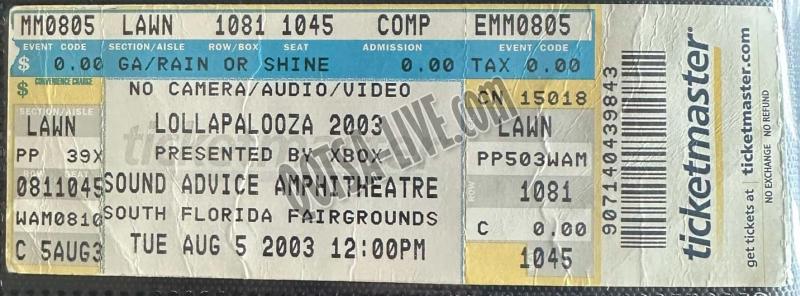 MM0805 LAWN 1081 1045 COMP EMM0805
EVENT CODE SECTION/AISLE ROW/BOX SEAT ADMISSION EVENT CODE
$ 0.00 GA/RAIN OR SHINE 0.00 TAX 0.00
$ CONVENIENCE CHARGE
NO CAMERA/AUDIO/VIDEO CN 15018
SECTION/AISLE
LAWN LOLLAPALOOZA 2003 LAWN
PP 39X PRESENTED BY XBOX PP503WAM
0811045 SOUND ADVICE AMPHITHEATRE 1081
WAM0810 SOUTH FLORIDA FAIRGROUNDS C 0.00
C 5AUG3 TUE AUG 5 2003 12:00PM 1045
OUTSA-LIVE.com
907140439843
ticketmaster
get tickets at ticketmaster.com
NO EXCHANGE NO REFUND